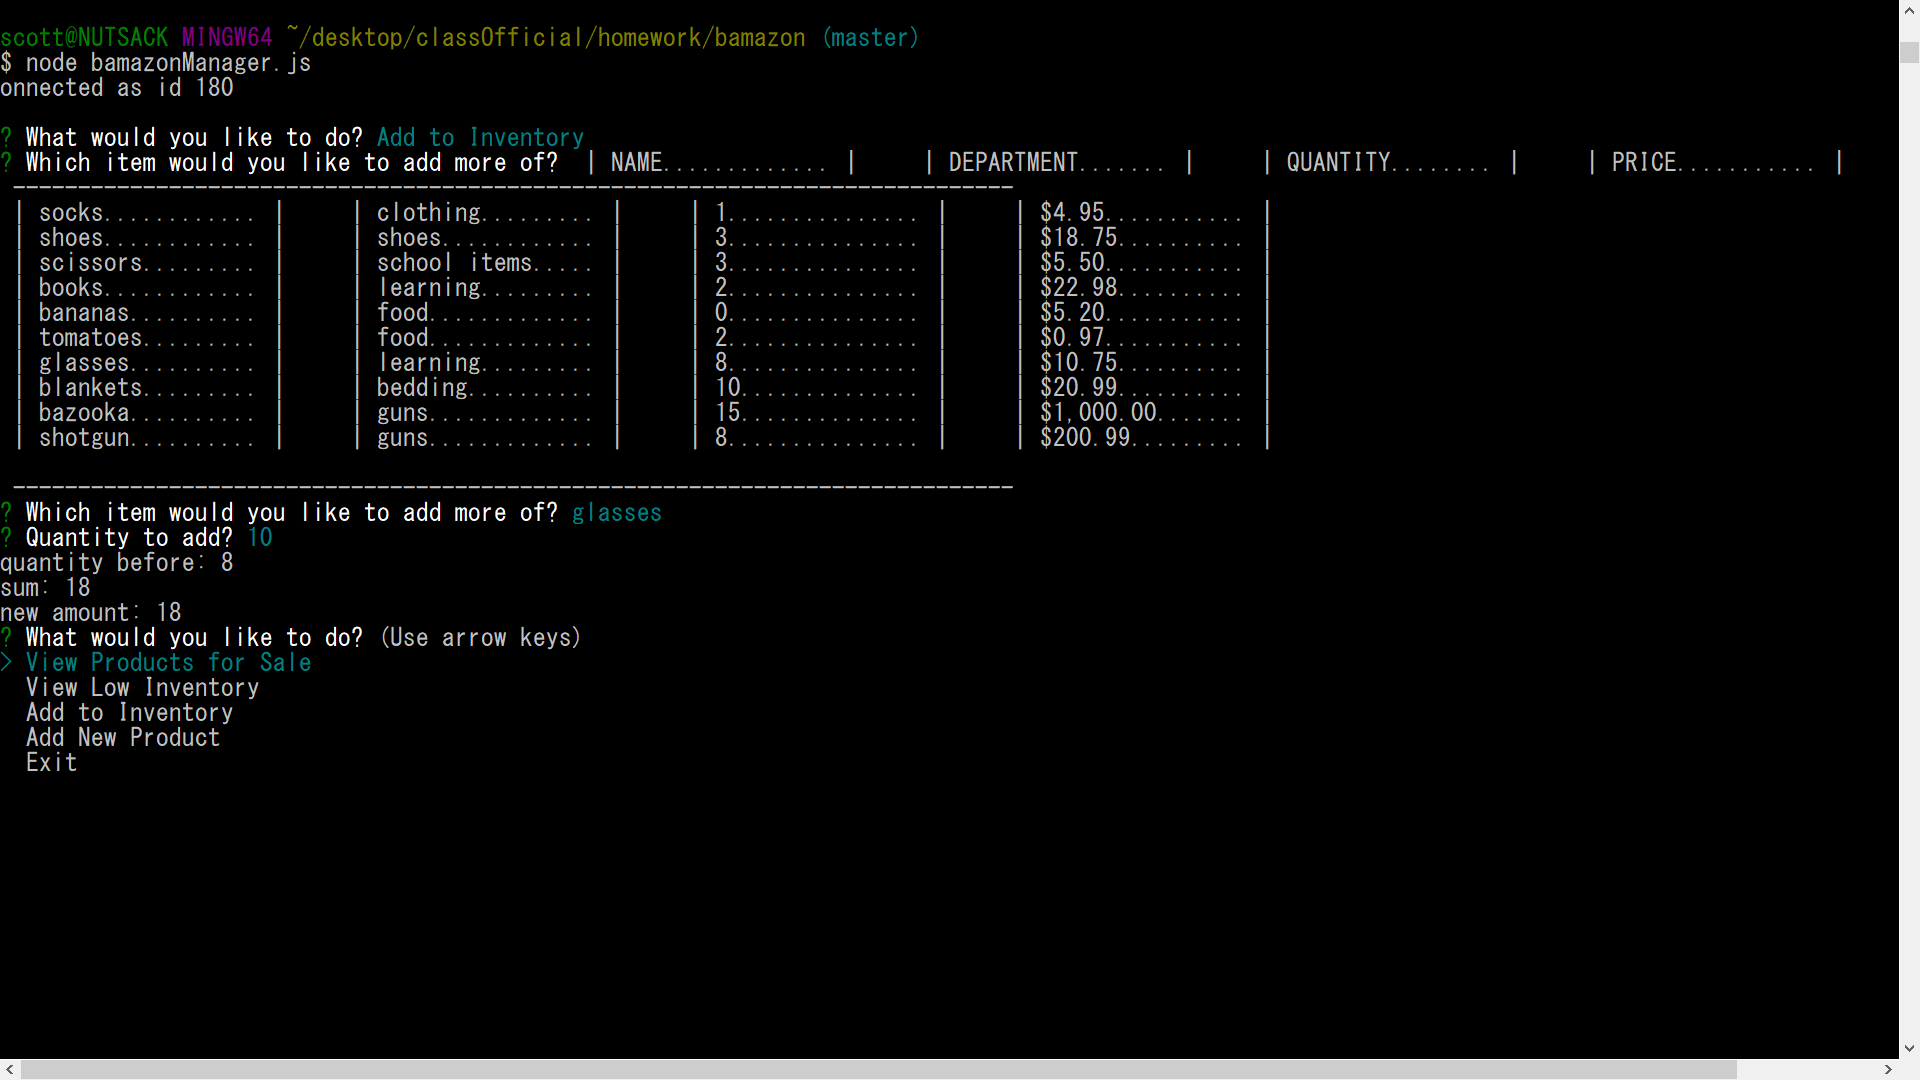 scott@NUTSACK MINGW64 ~/desktop/classOfficial/homework/bamazon (master)
$ node bamazonManager.js
onnected as id 180
? What would you like to do? Add to Inventory
? Which item would you like to add more of?  | NAME............. |     | DEPARTMENT....... |     | QUANTITY........ |     | PRICE........... |
 -----------------------------------------------------------------------------
 | socks............ |     | clothing......... |     | 1............... |     | $4.95........... |
 | shoes............ |     | shoes............ |     | 3............... |     | $18.75.......... |
 | scissors......... |     | school items..... |     | 3............... |     | $5.50........... |
 | books............ |     | learning......... |     | 2............... |     | $22.98.......... |
 | bananas.......... |     | food............. |     | 0............... |     | $5.20........... |
 | tomatoes......... |     | food............. |     | 2............... |     | $0.97........... |
 | glasses.......... |     | learning......... |     | 8............... |     | $10.75.......... |
 | blankets......... |     | bedding.......... |     | 10.............. |     | $20.99.......... |
 | bazooka.......... |     | guns............. |     | 15.............. |     | $1,000.00....... |
 | shotgun.......... |     | guns............. |     | 8............... |     | $200.99......... |
 -----------------------------------------------------------------------------
? Which item would you like to add more of? glasses
? Quantity to add? 10
quantity before: 8
sum: 18
new amount: 18
? What would you like to do? (Use arrow keys)
> View Products for Sale
  View Low Inventory
  Add to Inventory
  Add New Product
  Exit